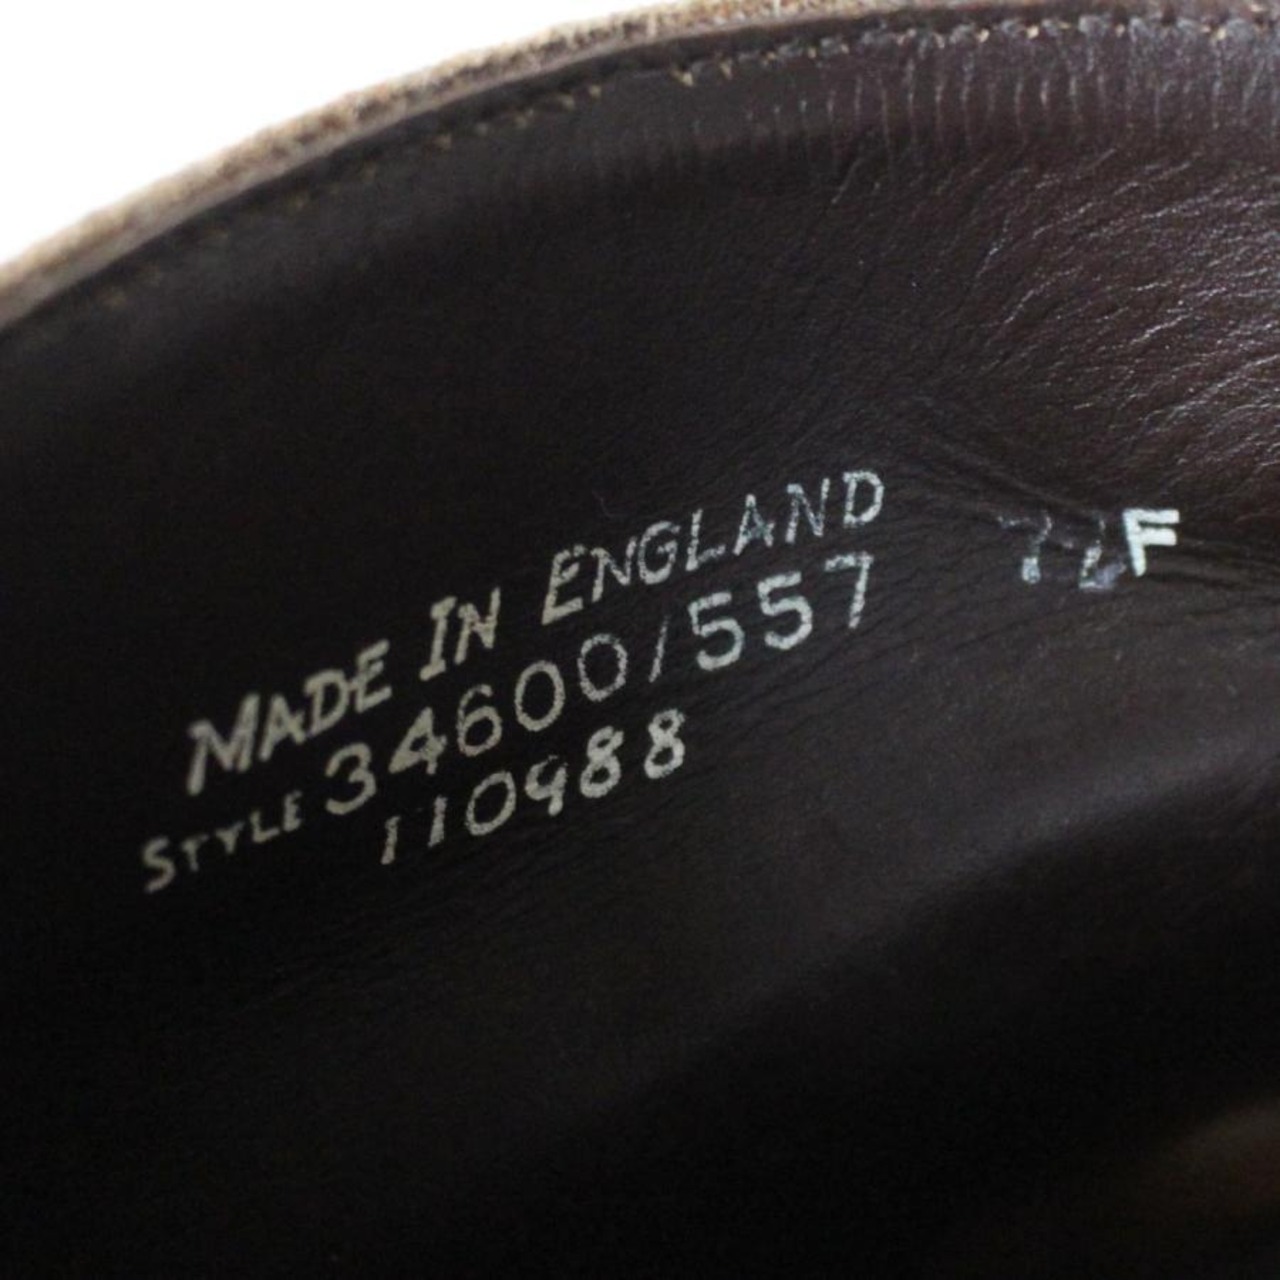 MADE IN ENGLAND
STYLE 34600/557
110988
F